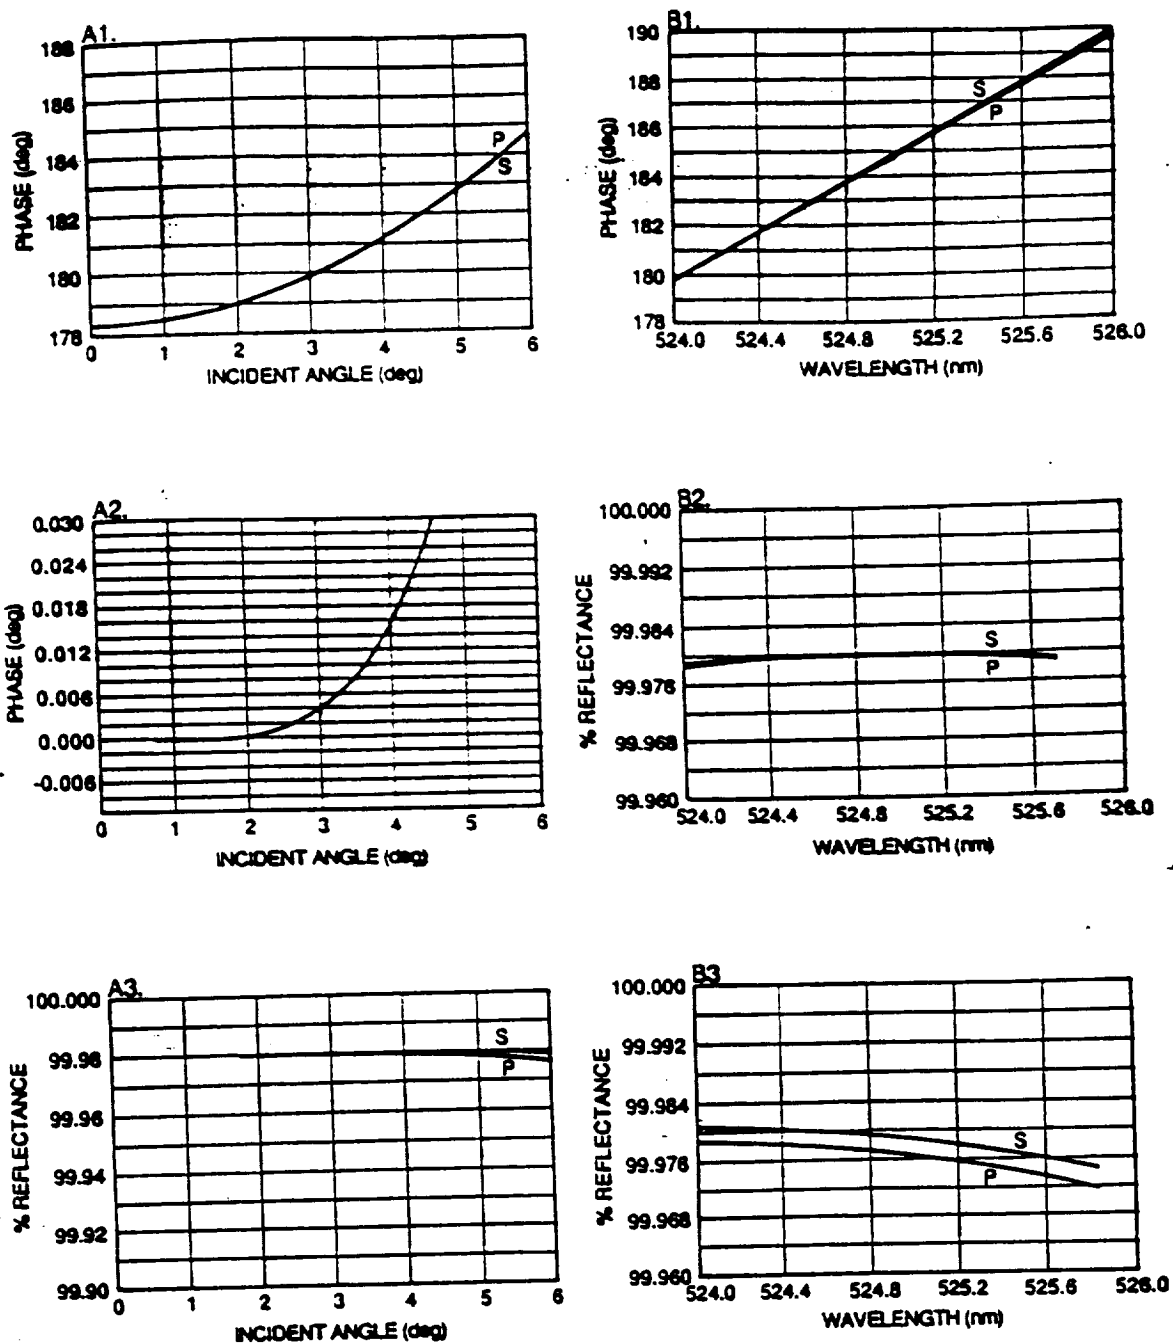 A1.
188
186
184
182
180
178
PHASE (deg)
P
S
0 1 2 3 4 5 6
INCIDENT ANGLE (deg)
B1.
190
188
186
184
182
180
178
PHASE (deg)
S
P
524.0 524.4 524.8 525.2 525.6 526.0
WAVELENGTH (nm)
A2.
0.030
0.024
0.018
0.012
0.006
0.000
-0.006
PHASE (deg)
0 1 2 3 4 5 6
INCIDENT ANGLE (deg)
B2.
100.000
99.992
99.984
99.976
99.968
99.960
% REFLECTANCE
S
P
524.0 524.4 524.8 525.2 525.6 526.0
WAVELENGTH (nm)
A3.
100.000
99.98
99.96
99.94
99.92
99.90
% REFLECTANCE
S
P
0 1 2 3 4 5 6
INCIDENT ANGLE (deg)
B3
100.000
99.992
99.984
99.976
99.968
99.960
% REFLECTANCE
S
P
524.0 524.4 524.8 525.2 525.6 526.0
WAVELENGTH (nm)